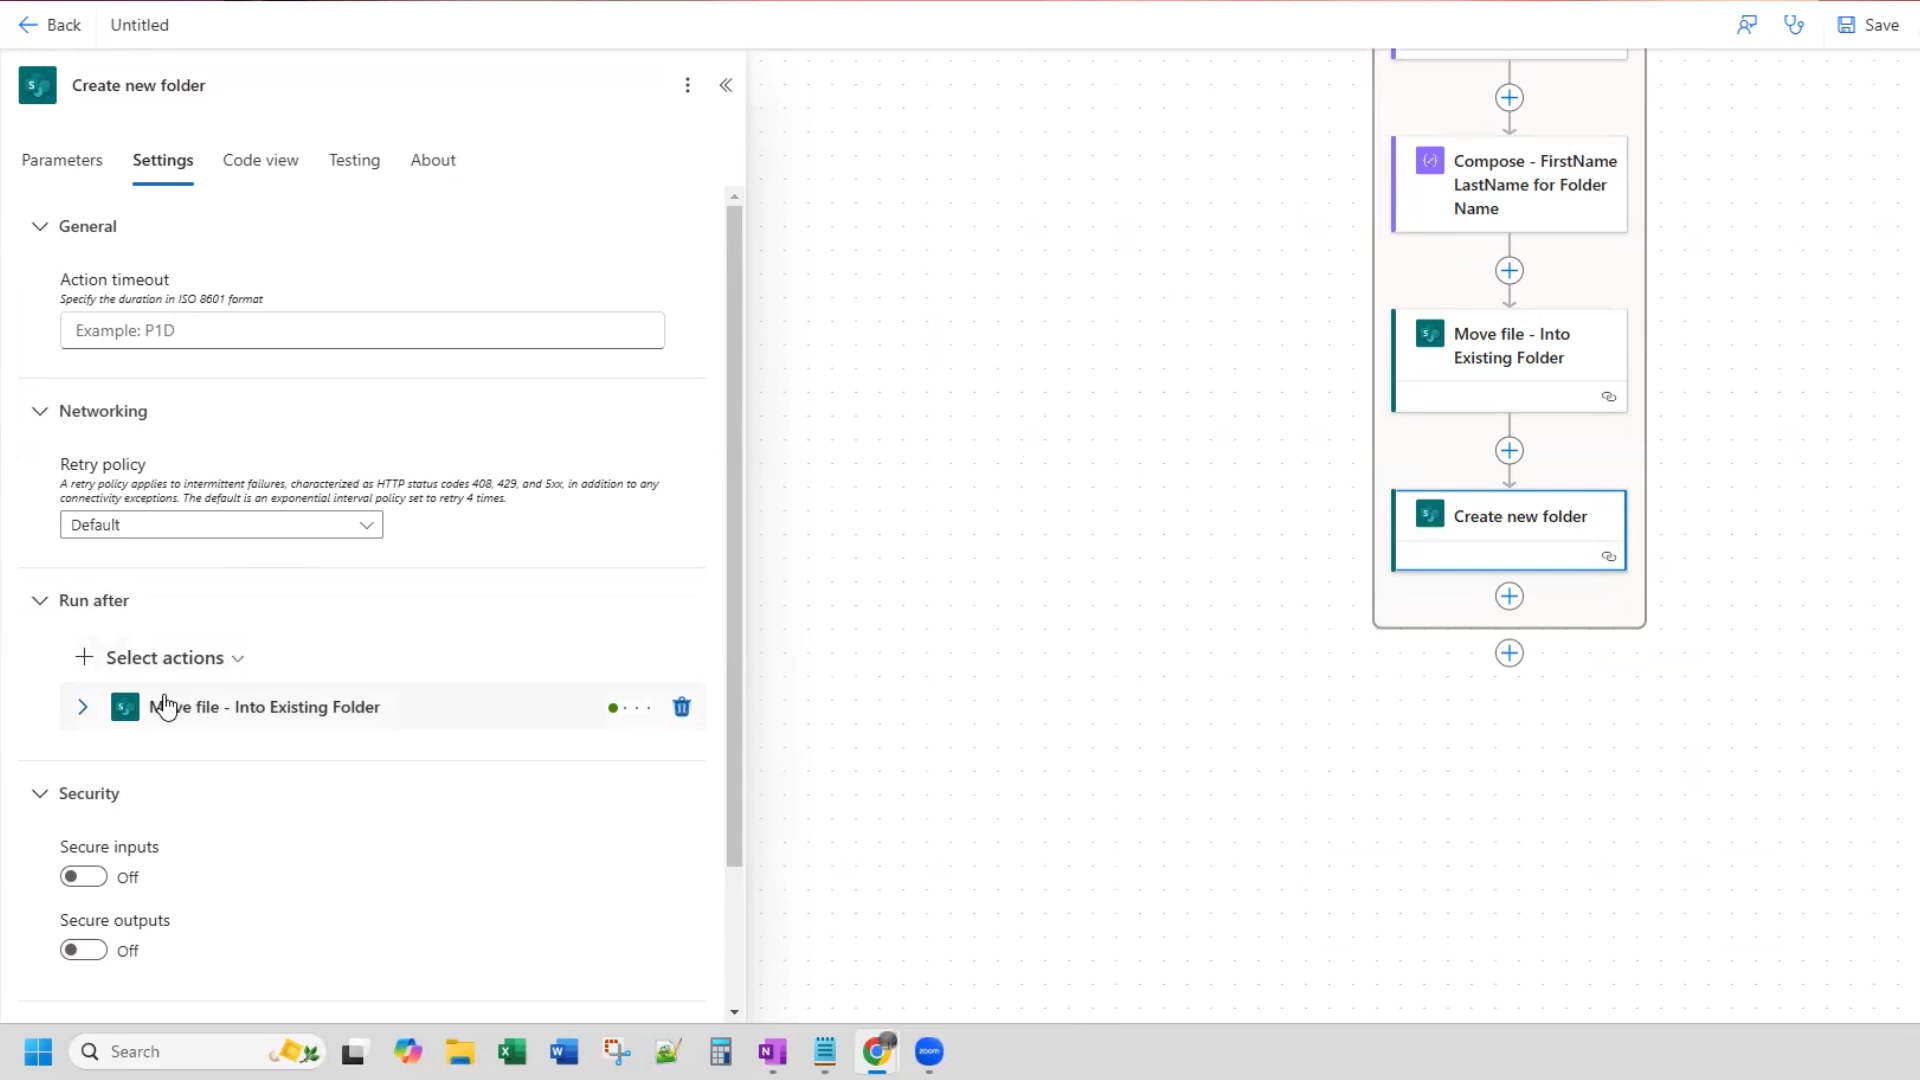 Back
Untitled
Save
Create new folder
Parameters
Settings
Code view
Testing
About
General
Action timeout
Specify the duration in ISO 8601 format
Example: P1D
Networking
Retry policy
A retry policy applies to intermittent failures, characterized as HTTP status codes 408, 429, and 5xx, in addition to any
connectivity exceptions. The default is an exponential interval policy set to retry 4 times.
Default
Run after
Select actions
Move file - Into Existing Folder
Security
Secure inputs
Off
Secure outputs
Off
Compose - FirstName
LastName for Folder
Name
Move file - Into
Existing Folder
Create new folder
Search
zoom